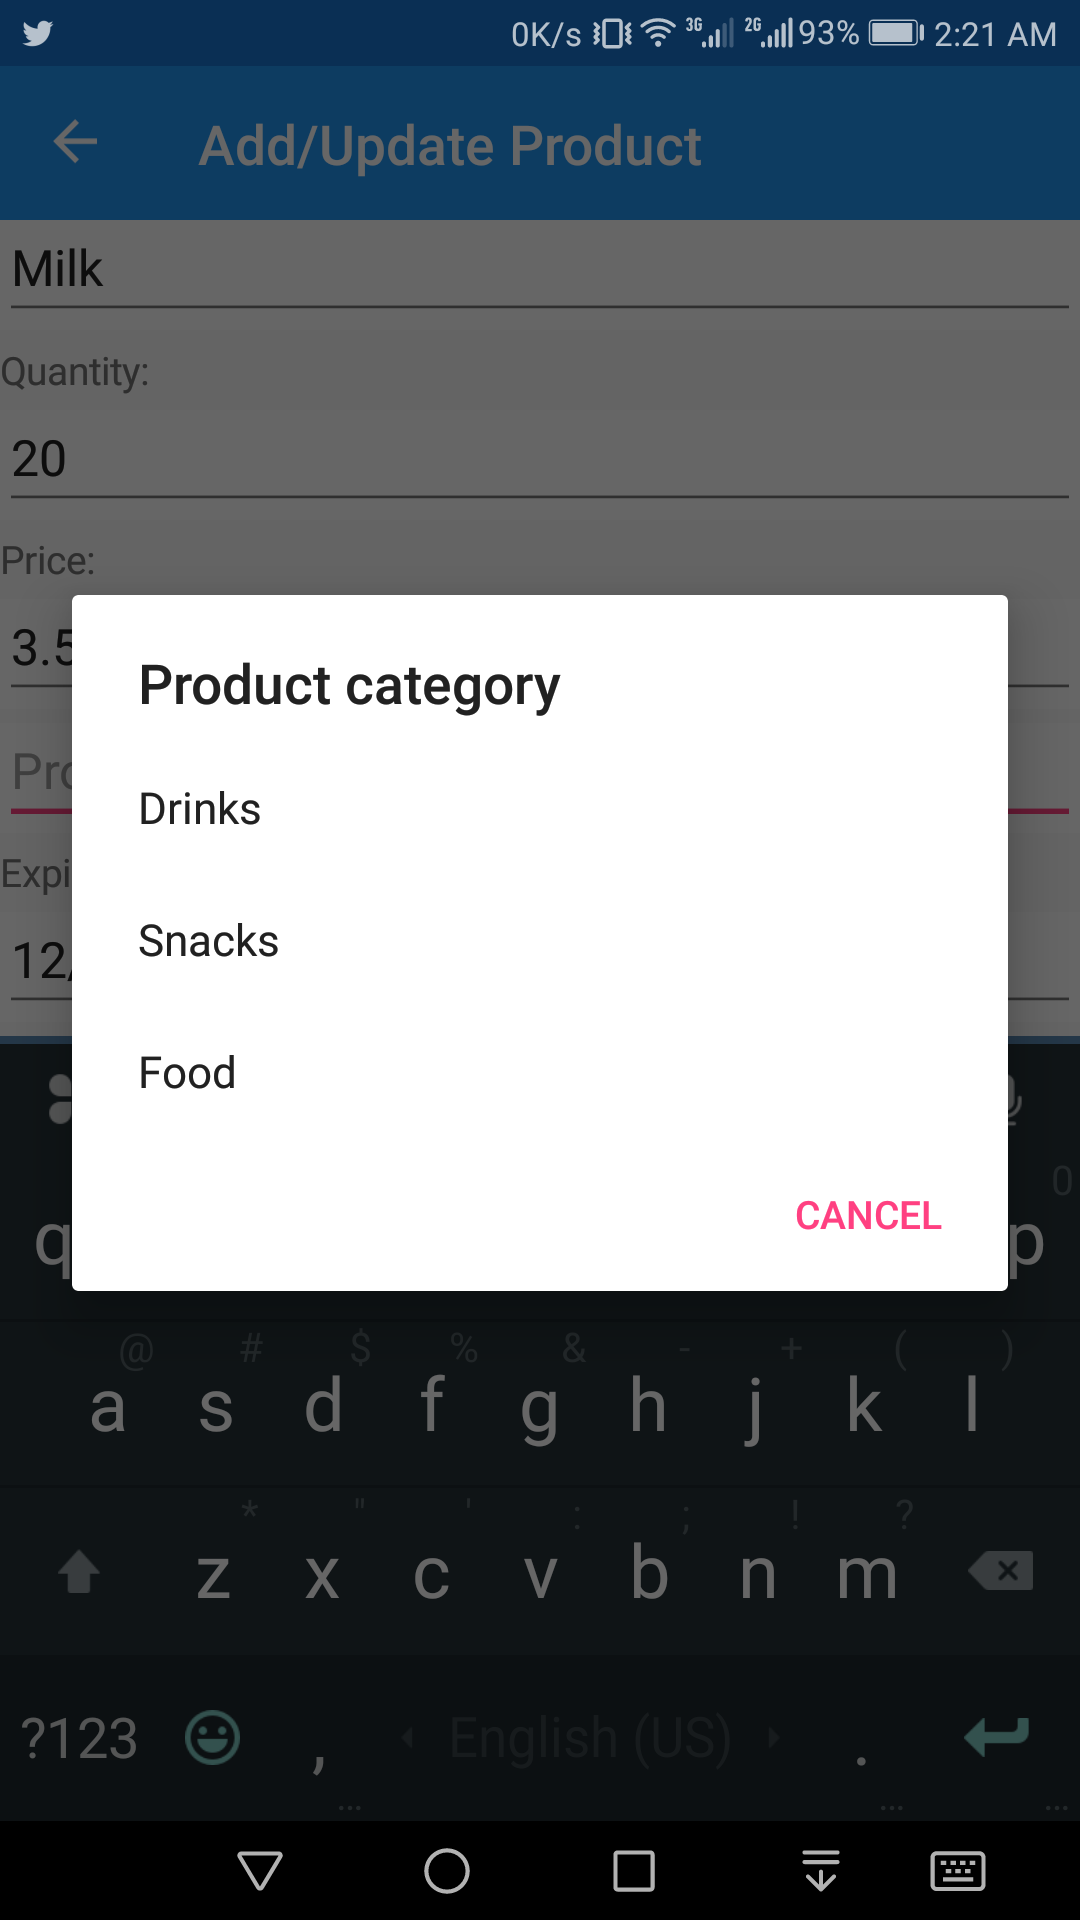 0K/s 3G 2G 93% 2:21 AM
Add/Update Product
Milk
Quantity:
20
Price:
3.5
Product category
Drinks
Snacks
Food
CANCEL
Expi
12/
0
q p
@ # $ % & - + ( )
a s d f g h j k l
* " ' : ; ! ?
z x c v b n m
?123 , English (US) .
... ... ...